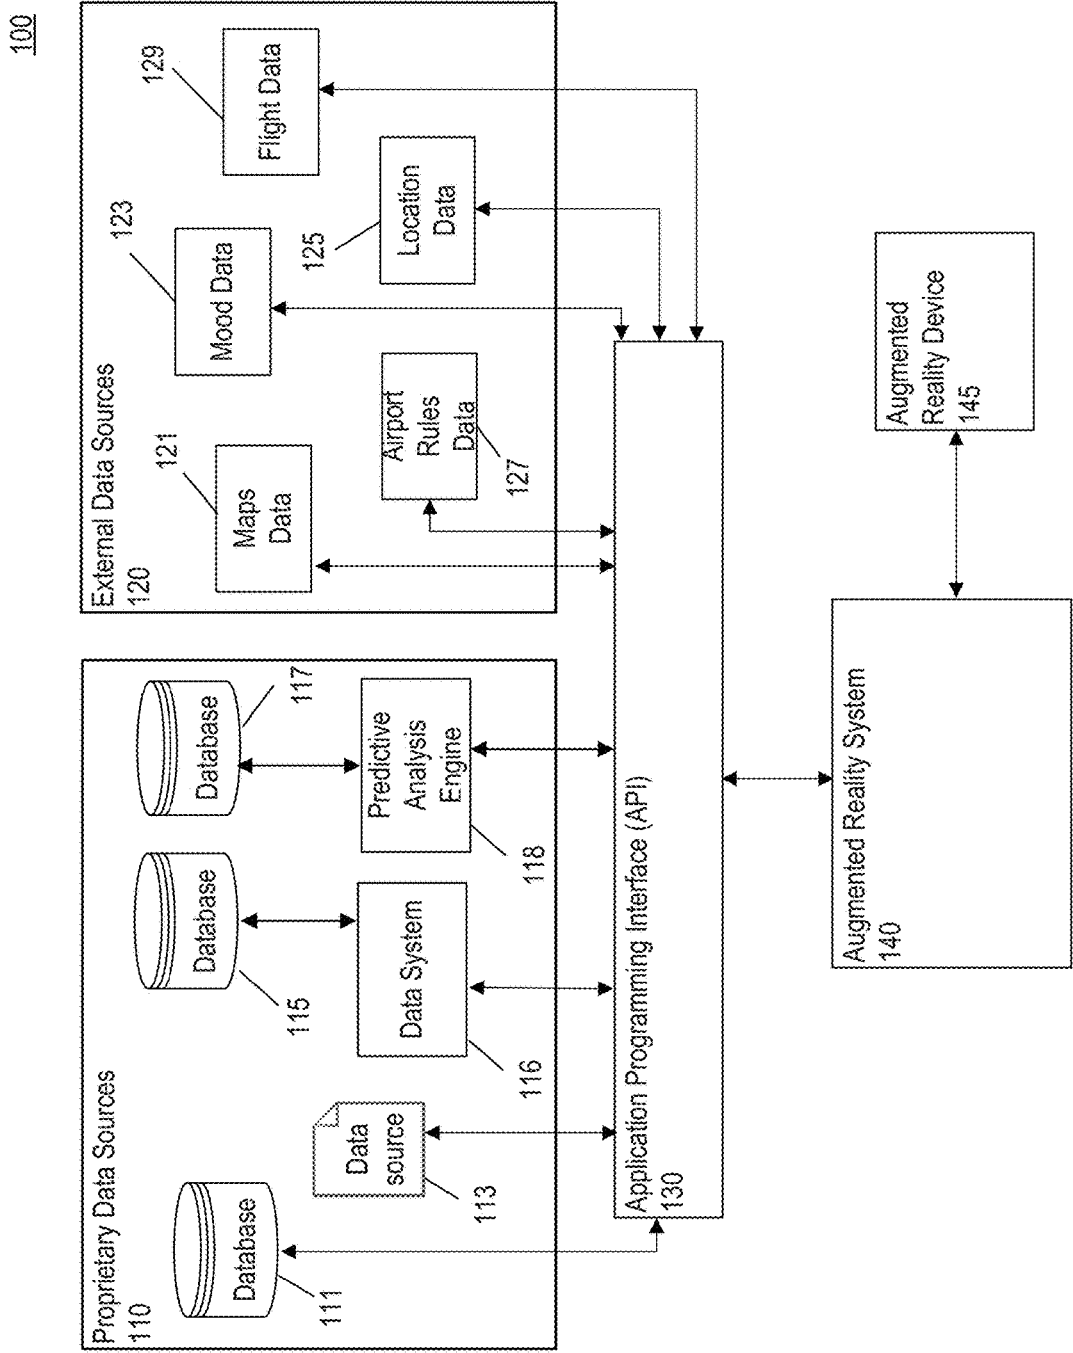 100
Proprietary Data Sources
110
Database
111
Data
source
113
Database
115
Data System
116
Database
117
Predictive
Analysis
Engine
118
External Data Sources
120
Maps
Data
121
Mood Data
123
Flight Data
129
Airport
Rules
Data
127
Location
Data
125
Application Programming Interface (API)
130
Augmented Reality System
140
Augmented
Reality Device
145